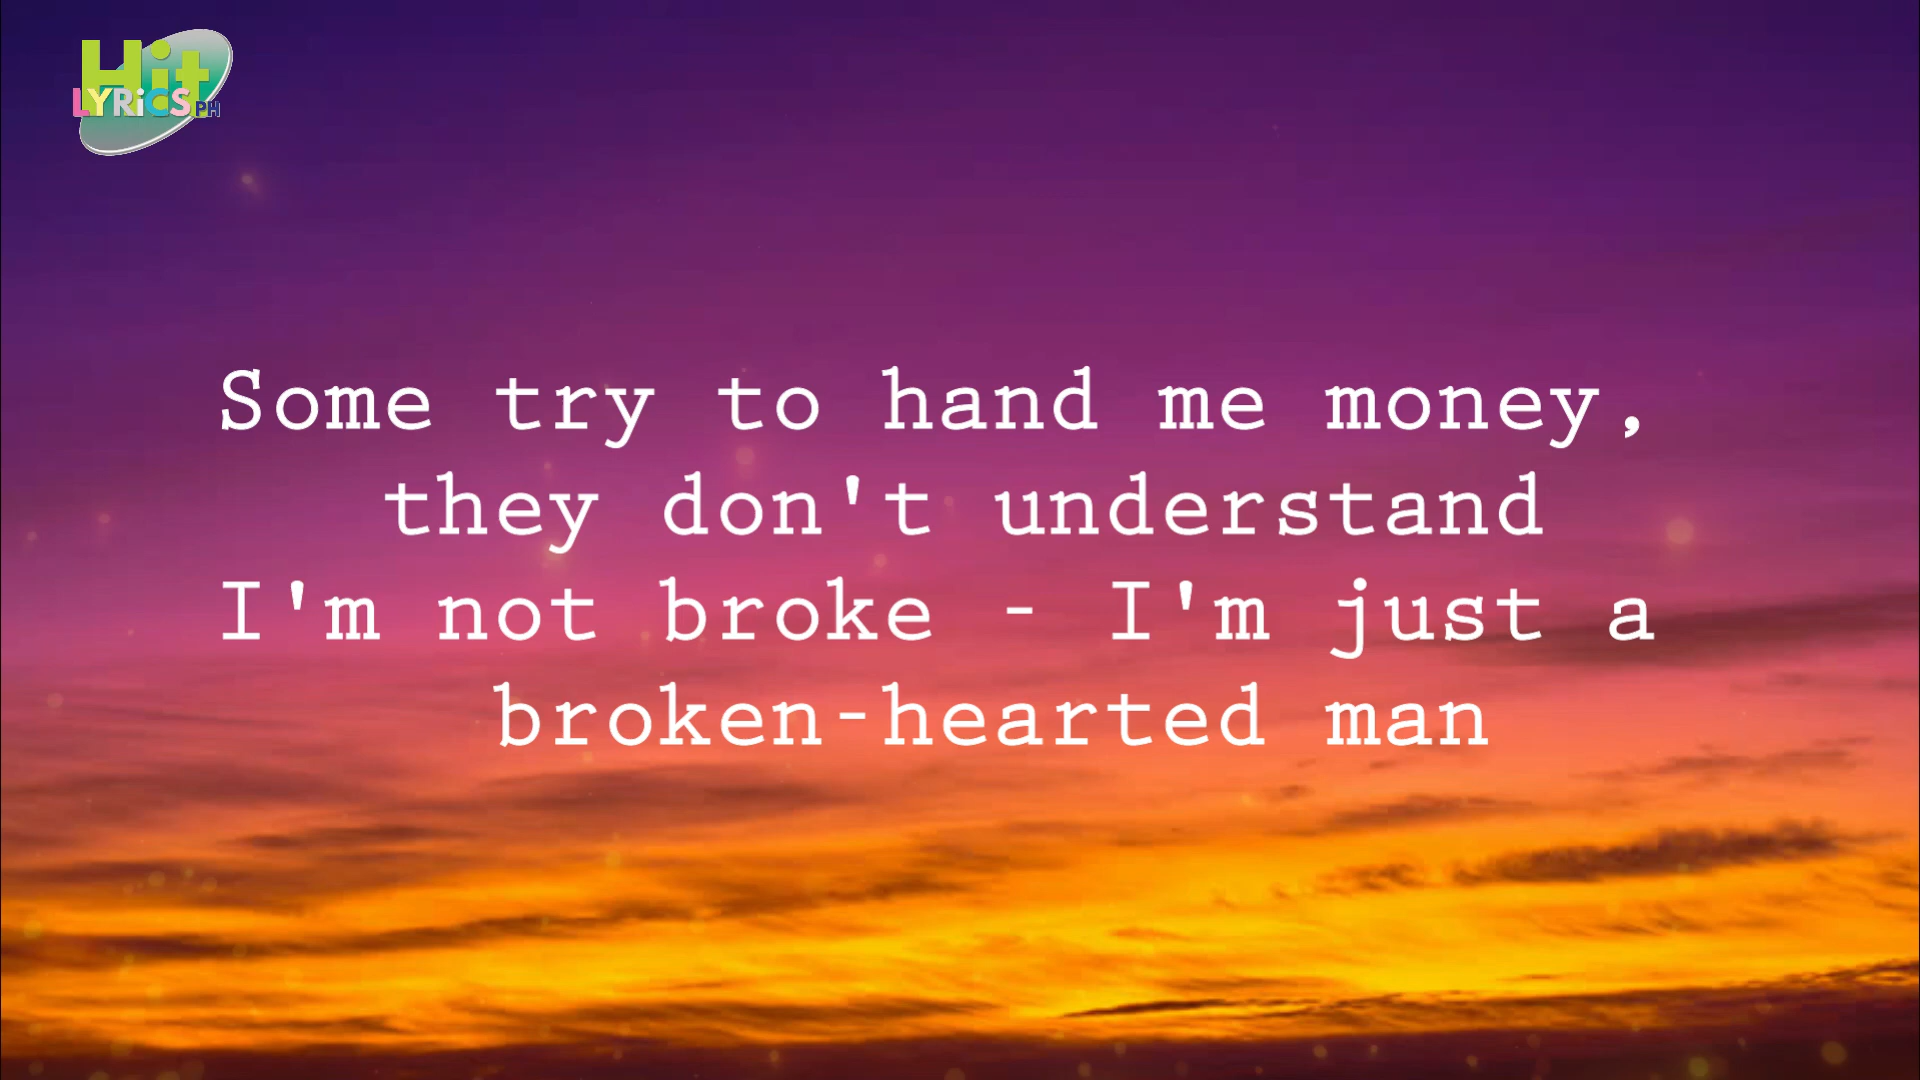 Hit
LYRiCS PH
Some try to hand me money,
they don't understand
I'm not broke - I'm just a
broken-hearted man